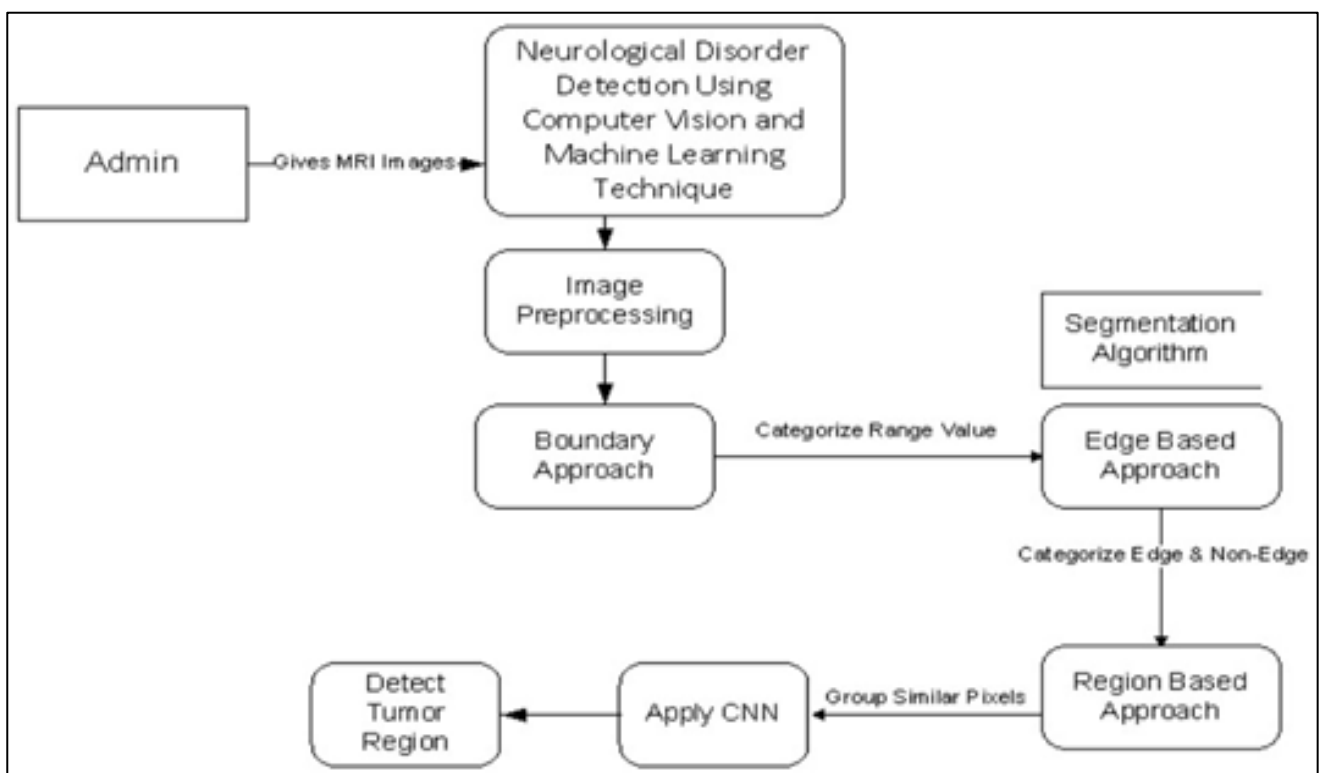 Neurological Disorder
Detection Using
Computer Vision and
Machine Learning
Technique
Admin
Gives MRI Images
Image
Preprocessing
Segmentation
Algorithm
Boundary
Approach
Categorize Range Value
Edge Based
Approach
Categorize Edge & Non-Edge
Region Based
Approach
Group Similar Pixels
Apply CNN
Detect
Tumor
Region